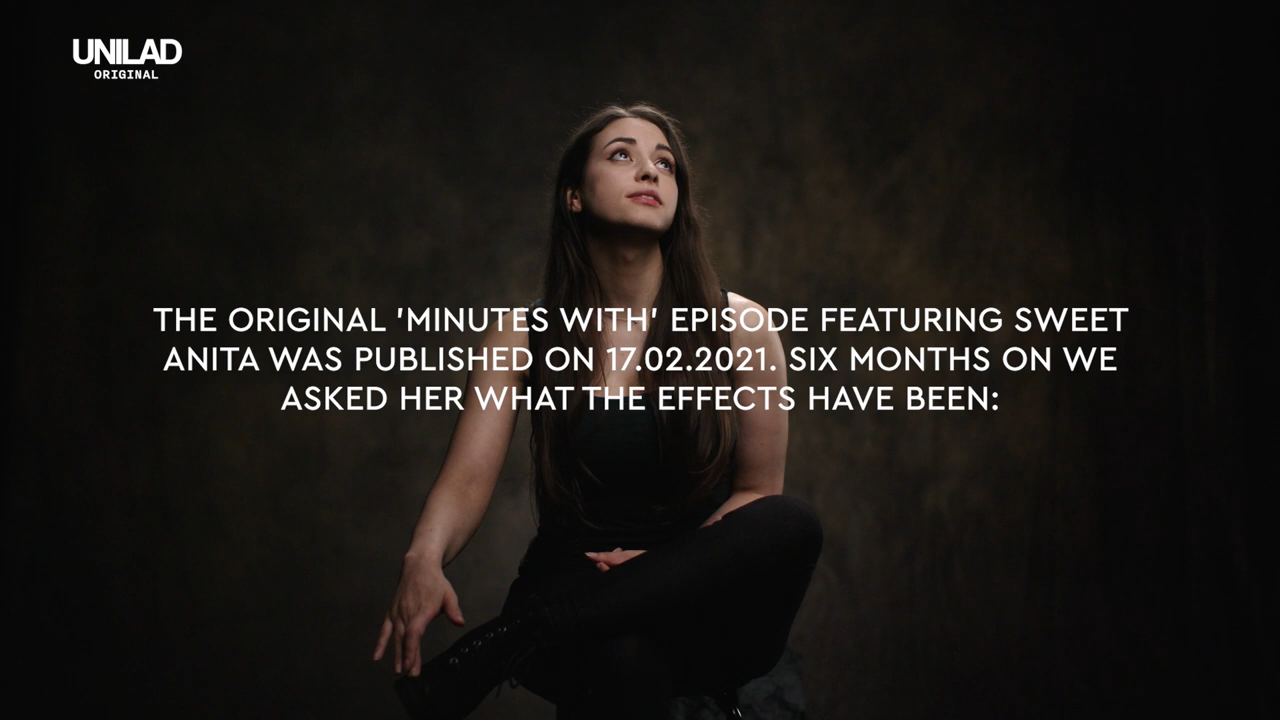 UNILAD
ORIGINAL
THE ORIGINAL 'MINUTES WITH' EPISODE FEATURING SWEET
ANITA WAS PUBLISHED ON 17.02.2021. SIX MONTHS ON WE
ASKED HER WHAT THE EFFECTS HAVE BEEN: